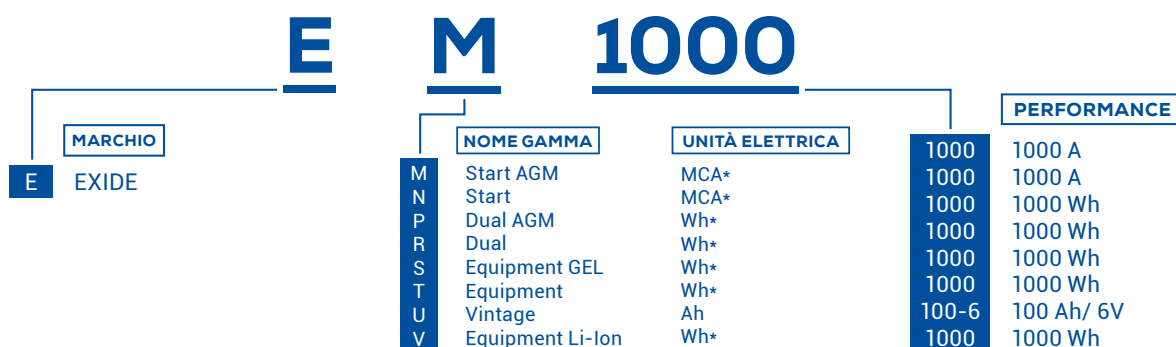 E M 1000
MARCHIO
E EXIDE
NOME GAMMA UNITÀ ELETTRICA
M Start AGM MCA*
N Start MCA*
P Dual AGM Wh*
R Dual Wh*
S Equipment GEL Wh*
T Equipment Wh*
U Vintage Ah
V Equipment Li-Ion Wh*
PERFORMANCE
1000 1000 A
1000 1000 A
1000 1000 Wh
1000 1000 Wh
1000 1000 Wh
1000 1000 Wh
100-6 100 Ah/ 6V
1000 1000 Wh